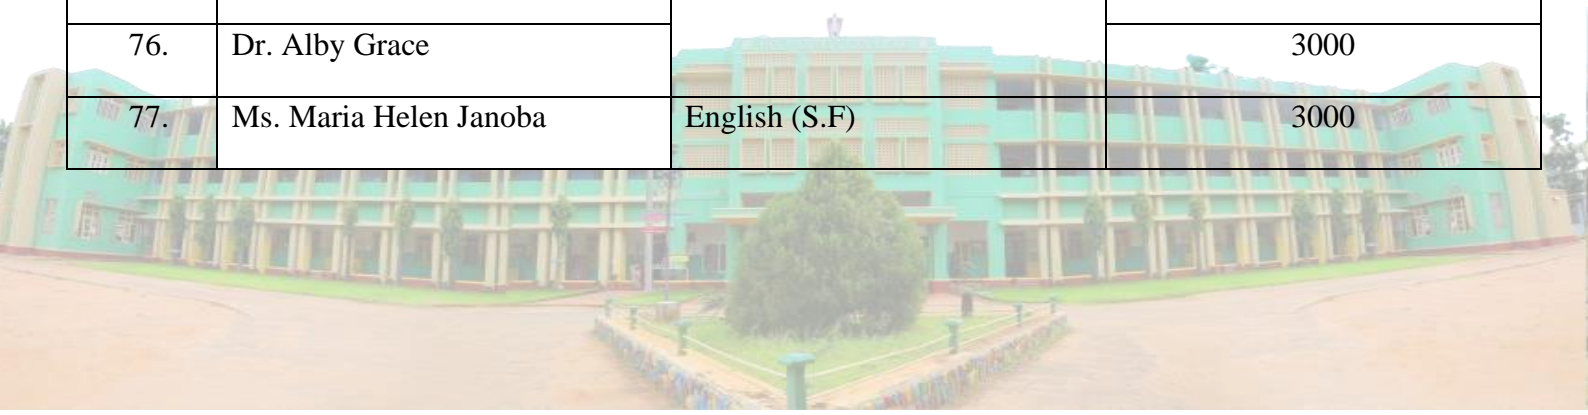 76. Dr. Alby Grace 3000
77. Ms. Maria Helen Janoba English (S.F) 3000